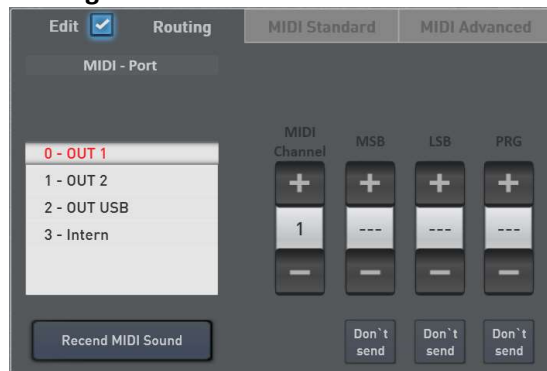 Edit Routing MIDI Standard MIDI Advanced
MIDI - Port
MIDI
Channel MSB LSB PRG
0 - OUT 1
1 - OUT 2
2 - OUT USB
3 - Intern
+ + + +
1 --- --- ---
− − − −
Recend MIDI Sound
Don`t send
Don`t send
Don`t send